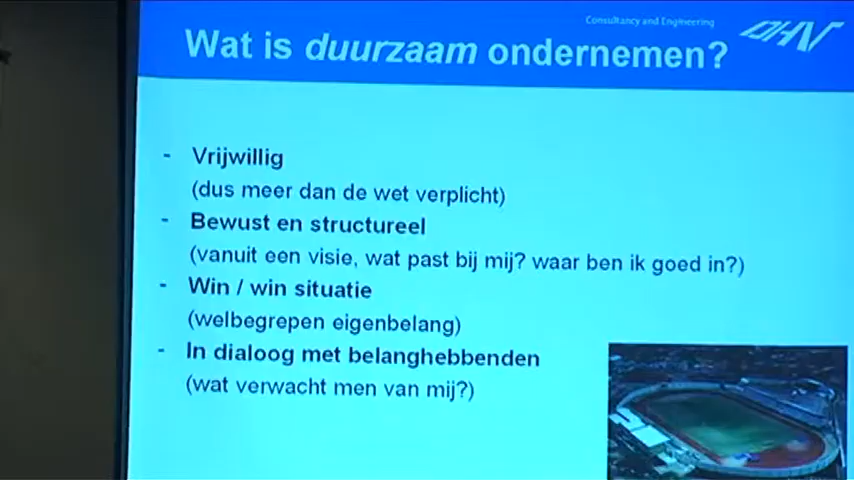 Consultancy and Engineering
DHV
Wat is duurzaam ondernemen?
- Vrijwillig
(dus meer dan de wet verplicht)
- Bewust en structureel
(vanuit een visie, wat past bij mij? waar ben ik goed in?)
- Win / win situatie
(welbegrepen eigenbelang)
- In dialoog met belanghebbenden
(wat verwacht men van mij?)